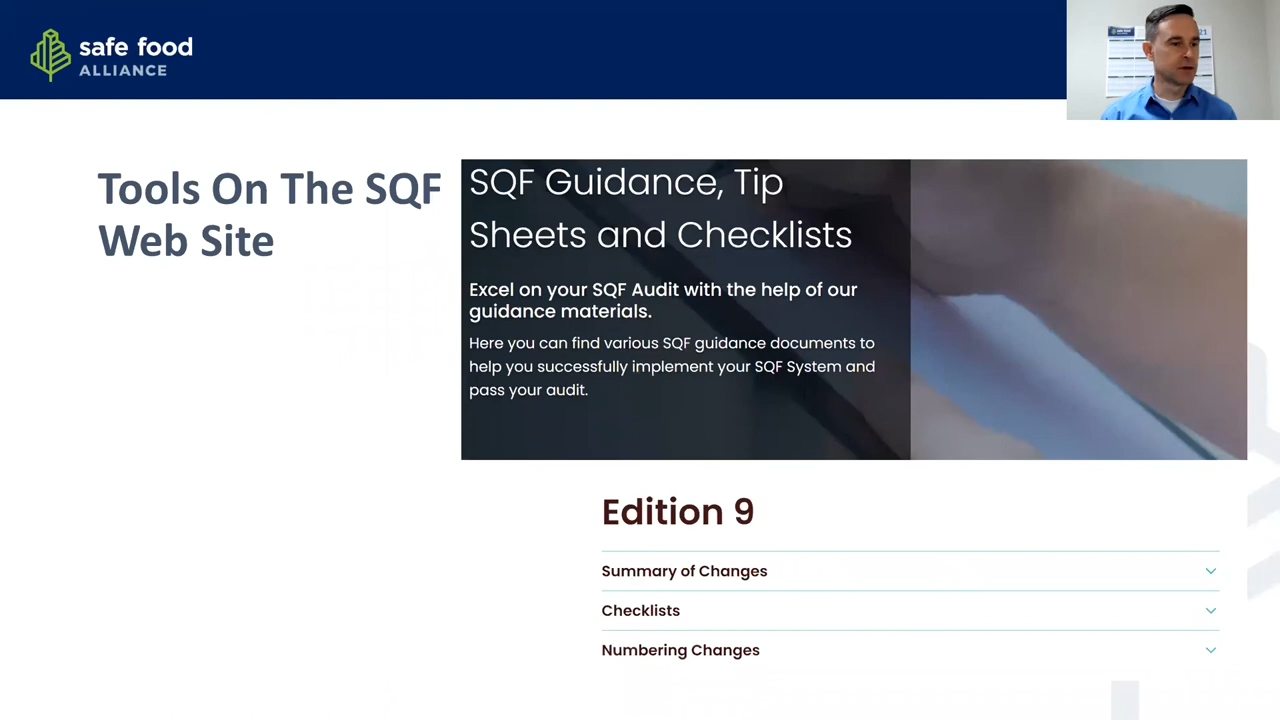 safe food
ALLIANCE
Tools On The SQF
Web Site
SQF Guidance, Tip
Sheets and Checklists
Excel on your SQF Audit with the help of our
guidance materials.
Here you can find various SQF guidance documents to
help you successfully implement your SQF System and
pass your audit.
Edition 9
Summary of Changes
Checklists
Numbering Changes